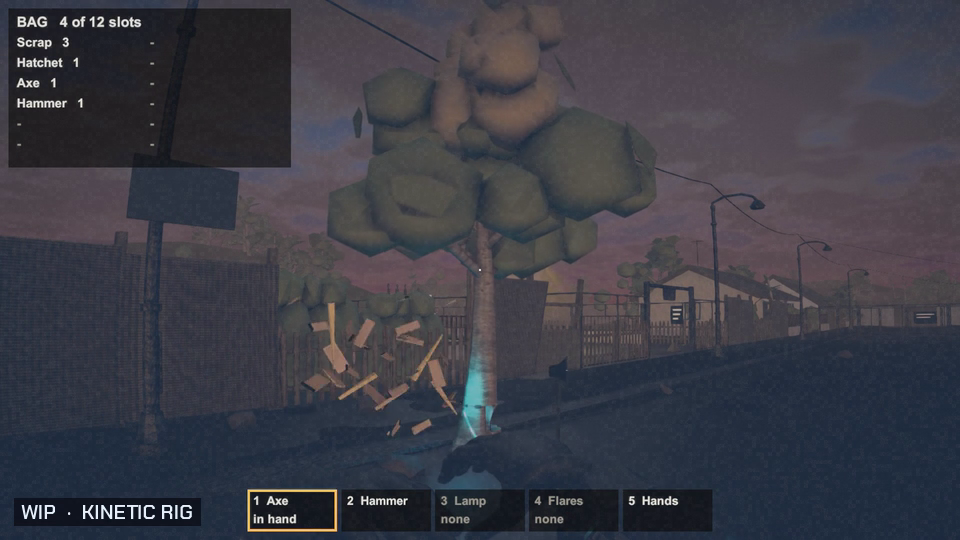 BAG 4 of 12 slots
Scrap 3 -
Hatchet 1 -
Axe 1 -
Hammer 1 -
- -
- -
WIP · KINETIC RIG
1 Axe
in hand
2 Hammer
3 Lamp
none
4 Flares
none
5 Hands